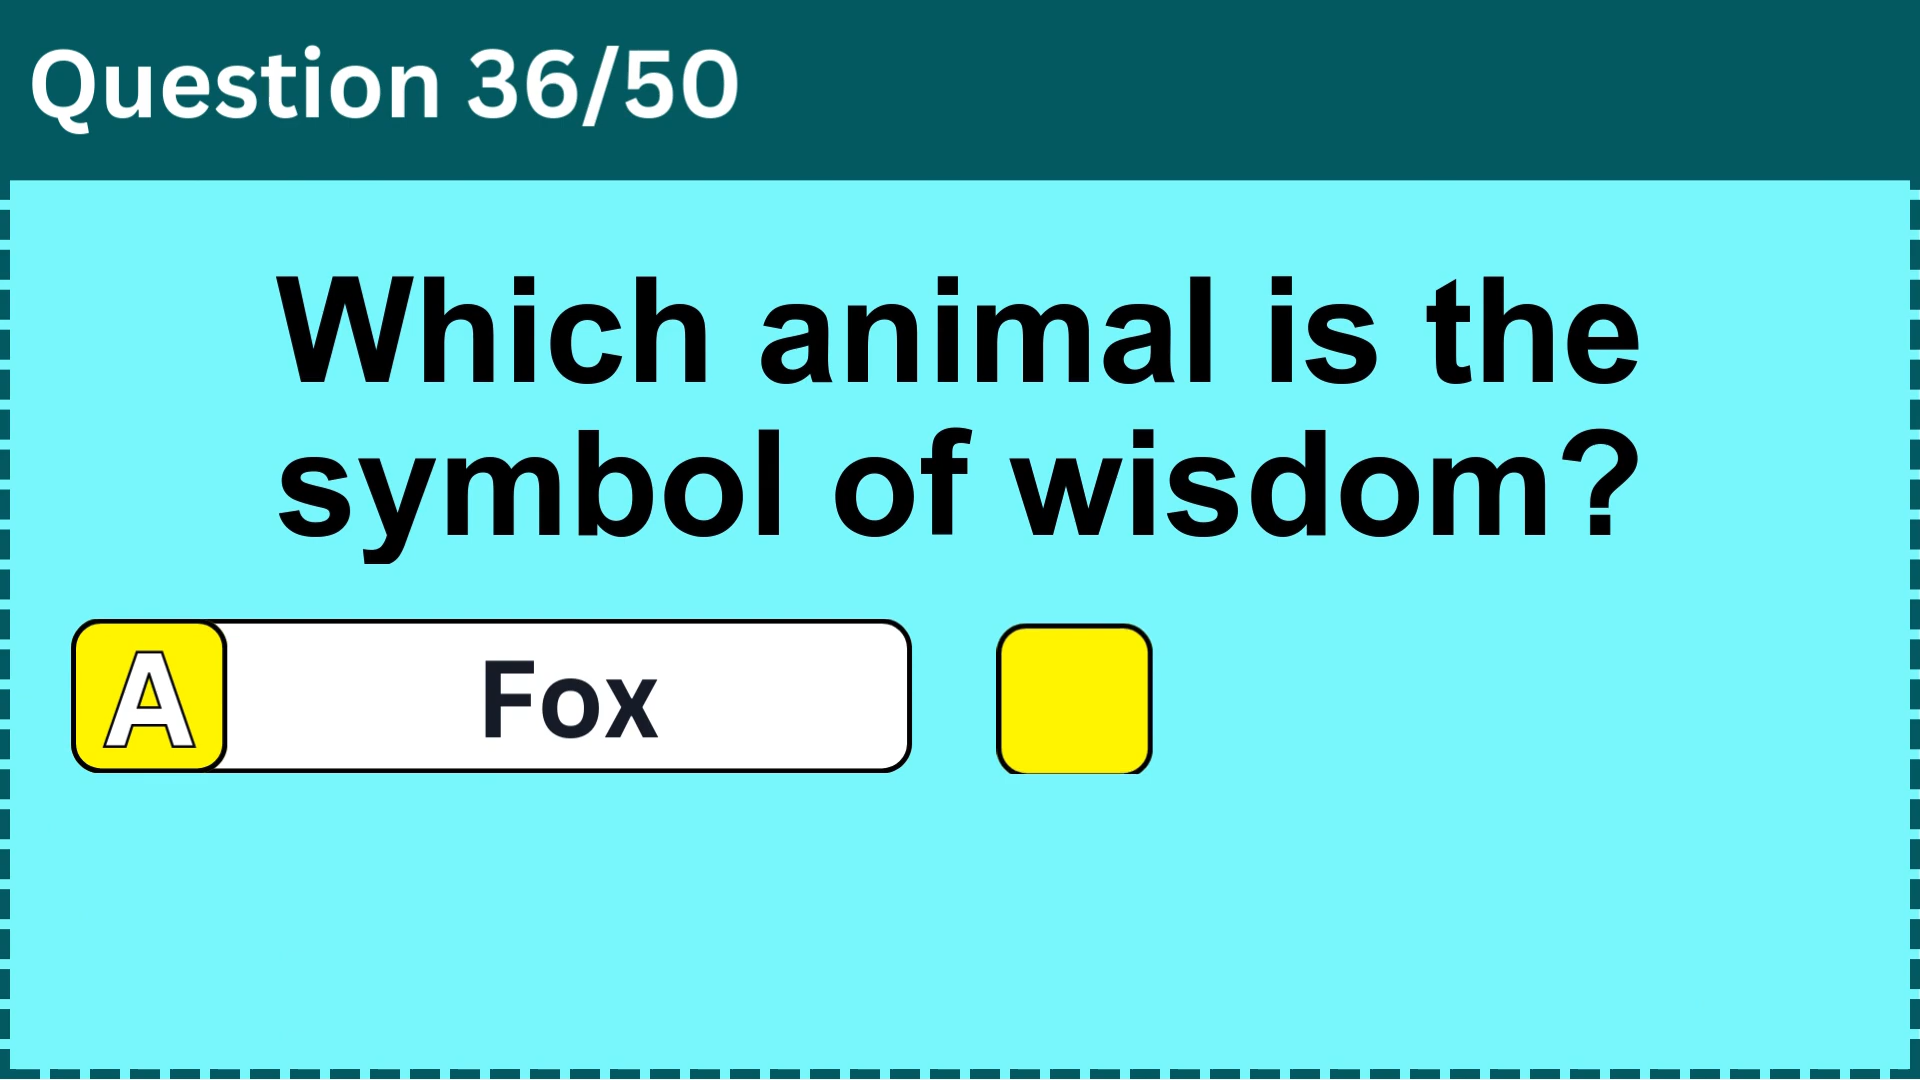 Question 36/50
Which animal is the
symbol of wisdom?
A Fox